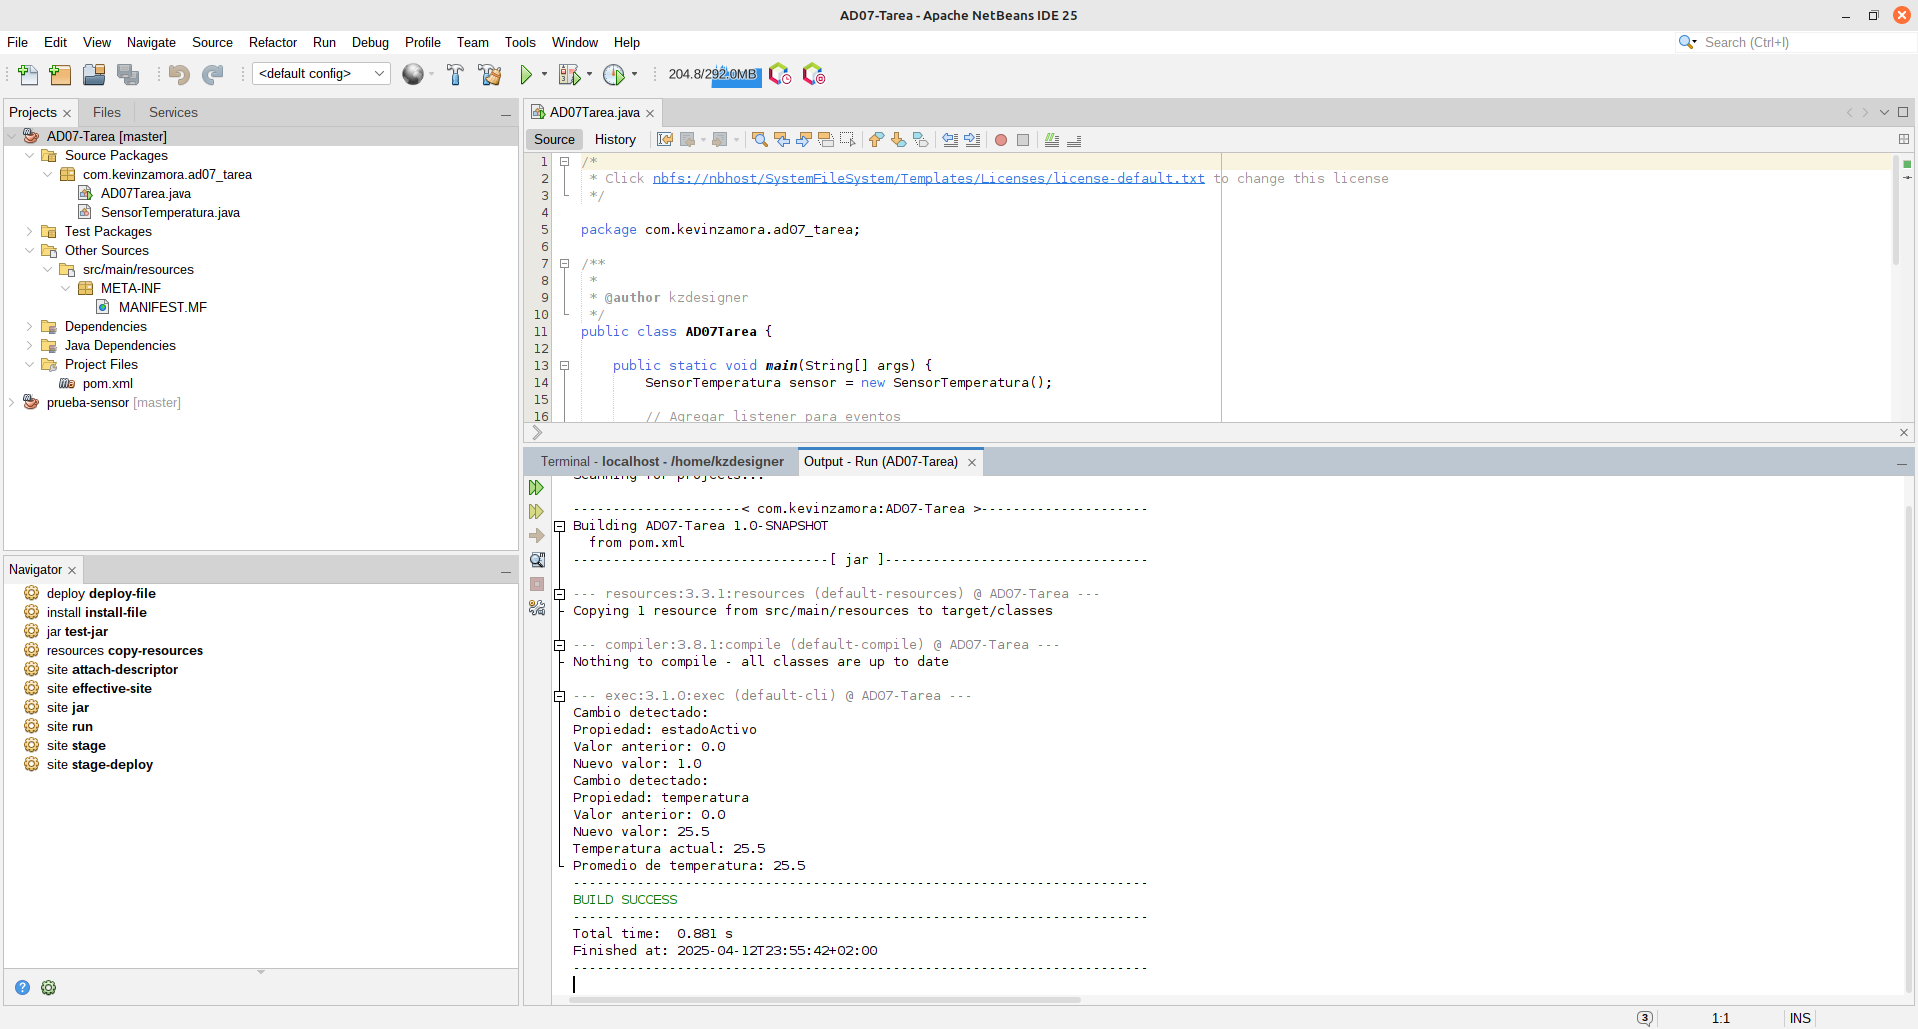 AD07-Tarea - Apache NetBeans IDE 25
File Edit View Navigate Source Refactor Run Debug Profile Team Tools Window Help
Search (Ctrl+I)
<default config>
204.8/292.0MB
Projects Files Services
AD07-Tarea [master]
Source Packages
com.kevinzamora.ad07_tarea
AD07Tarea.java
SensorTemperatura.java
Test Packages
Other Sources
src/main/resources
META-INF
MANIFEST.MF
Dependencies
Java Dependencies
Project Files
pom.xml
prueba-sensor [master]
Navigator
deploy deploy-file
install install-file
jar test-jar
resources copy-resources
site attach-descriptor
site effective-site
site jar
site run
site stage
site stage-deploy
AD07Tarea.java
Source History
1 /*
2 * Click nbfs://nbhost/SystemFileSystem/Templates/Licenses/license-default.txt to change this license
3 */
4
5 package com.kevinzamora.ad07_tarea;
6
7 /**
8 *
9 * @author kzdesigner
10 */
11 public class AD07Tarea {
12
13 public static void main(String[] args) {
14 SensorTemperatura sensor = new SensorTemperatura();
15
16 // Agregar listener para eventos
Terminal - localhost - /home/kzdesigner Output - Run (AD07-Tarea)
Scanning for projects...
---------------------< com.kevinzamora:AD07-Tarea >---------------------
Building AD07-Tarea 1.0-SNAPSHOT
from pom.xml
--------------------------------[ jar ]---------------------------------
--- resources:3.3.1:resources (default-resources) @ AD07-Tarea ---
Copying 1 resource from src/main/resources to target/classes
--- compiler:3.8.1:compile (default-compile) @ AD07-Tarea ---
Nothing to compile - all classes are up to date
--- exec:3.1.0:exec (default-cli) @ AD07-Tarea ---
Cambio detectado:
Propiedad: estadoActivo
Valor anterior: 0.0
Nuevo valor: 1.0
Cambio detectado:
Propiedad: temperatura
Valor anterior: 0.0
Nuevo valor: 25.5
Temperatura actual: 25.5
Promedio de temperatura: 25.5
------------------------------------------------------------------------
BUILD SUCCESS
------------------------------------------------------------------------
Total time:  0.881 s
Finished at: 2025-04-12T23:55:42+02:00
------------------------------------------------------------------------
3 1:1 INS